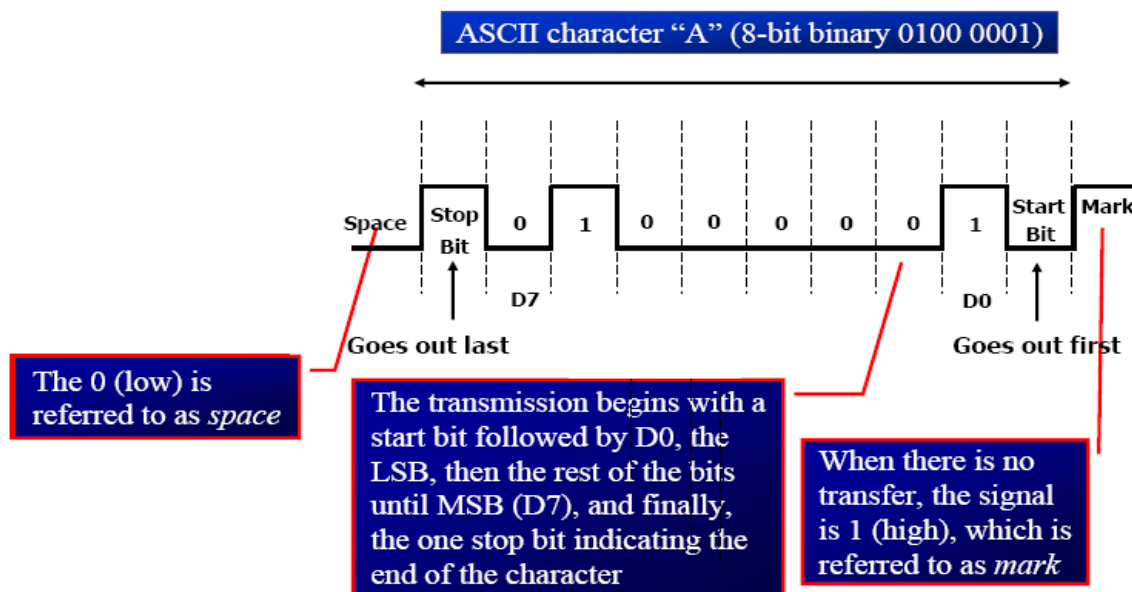 ASCII character “A” (8-bit binary 0100 0001)
Space
Stop
Bit
0
1
0
0
0
0
0
1
Start
Bit
Mark
D7
D0
Goes out last
Goes out first
The 0 (low) is
referred to as space
The transmission begins with a
start bit followed by D0, the
LSB, then the rest of the bits
until MSB (D7), and finally,
the one stop bit indicating the
end of the character
When there is no
transfer, the signal
is 1 (high), which is
referred to as mark